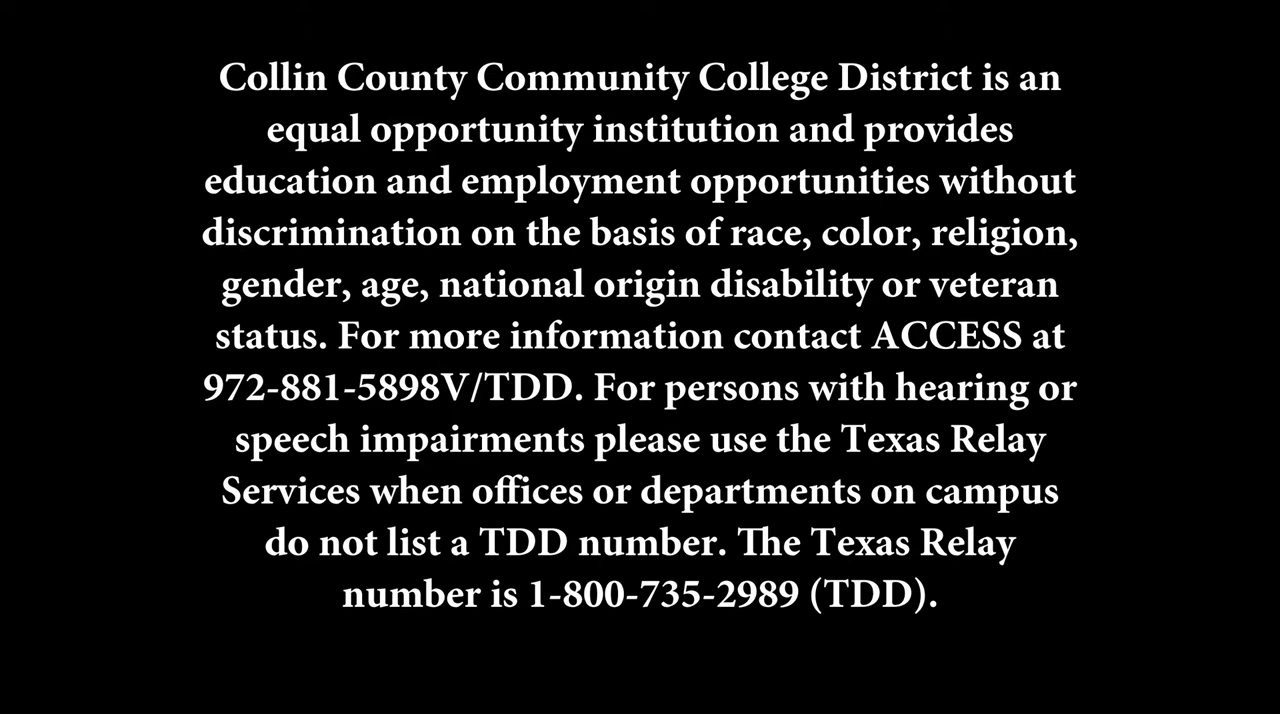 Collin County Community College District is an
equal opportunity institution and provides
education and employment opportunities without
discrimination on the basis of race, color, religion,
gender, age, national origin disability or veteran
status. For more information contact ACCESS at
972-881-5898V/TDD. For persons with hearing or
speech impairments please use the Texas Relay
Services when offices or departments on campus
do not list a TDD number. The Texas Relay
number is 1-800-735-2989 (TDD).